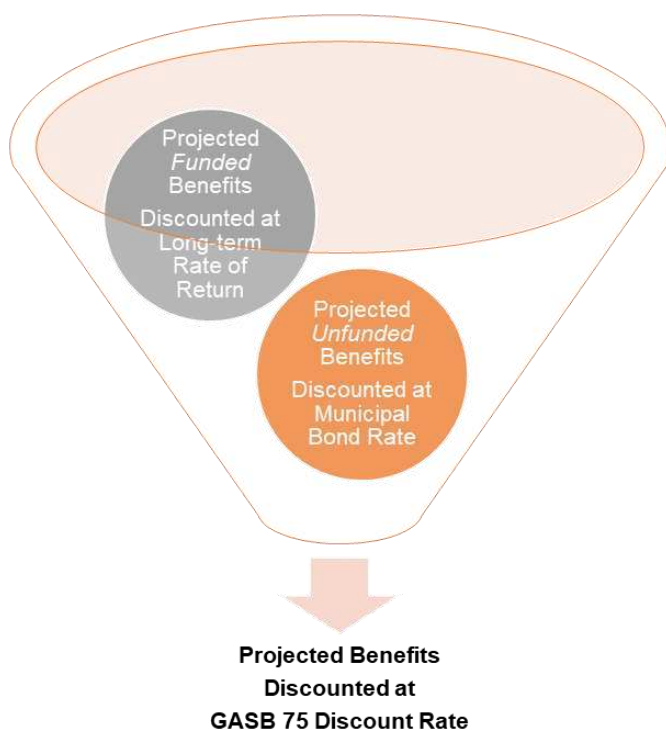 Projected
Funded
Benefits
Discounted at
Long-term
Rate of
Return
Projected
Unfunded
Benefits
Discounted at
Municipal
Bond Rate
Projected Benefits
Discounted at
GASB 75 Discount Rate